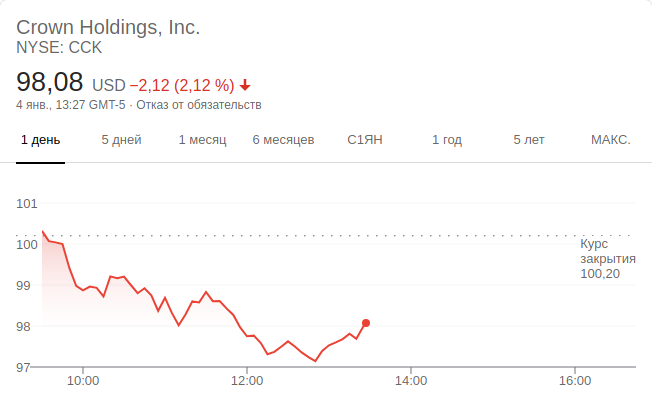 Crown Holdings, Inc.
NYSE: CCK
98,08 USD −2,12 (2,12 %)
4 янв., 13:27 GMT-5 · Отказ от обязательств
1 день 5 дней 1 месяц 6 месяцев С1ЯН 1 год 5 лет МАКС.
101
100
99
98
97
Курс
закрытия
100,20
10:00 12:00 14:00 16:00